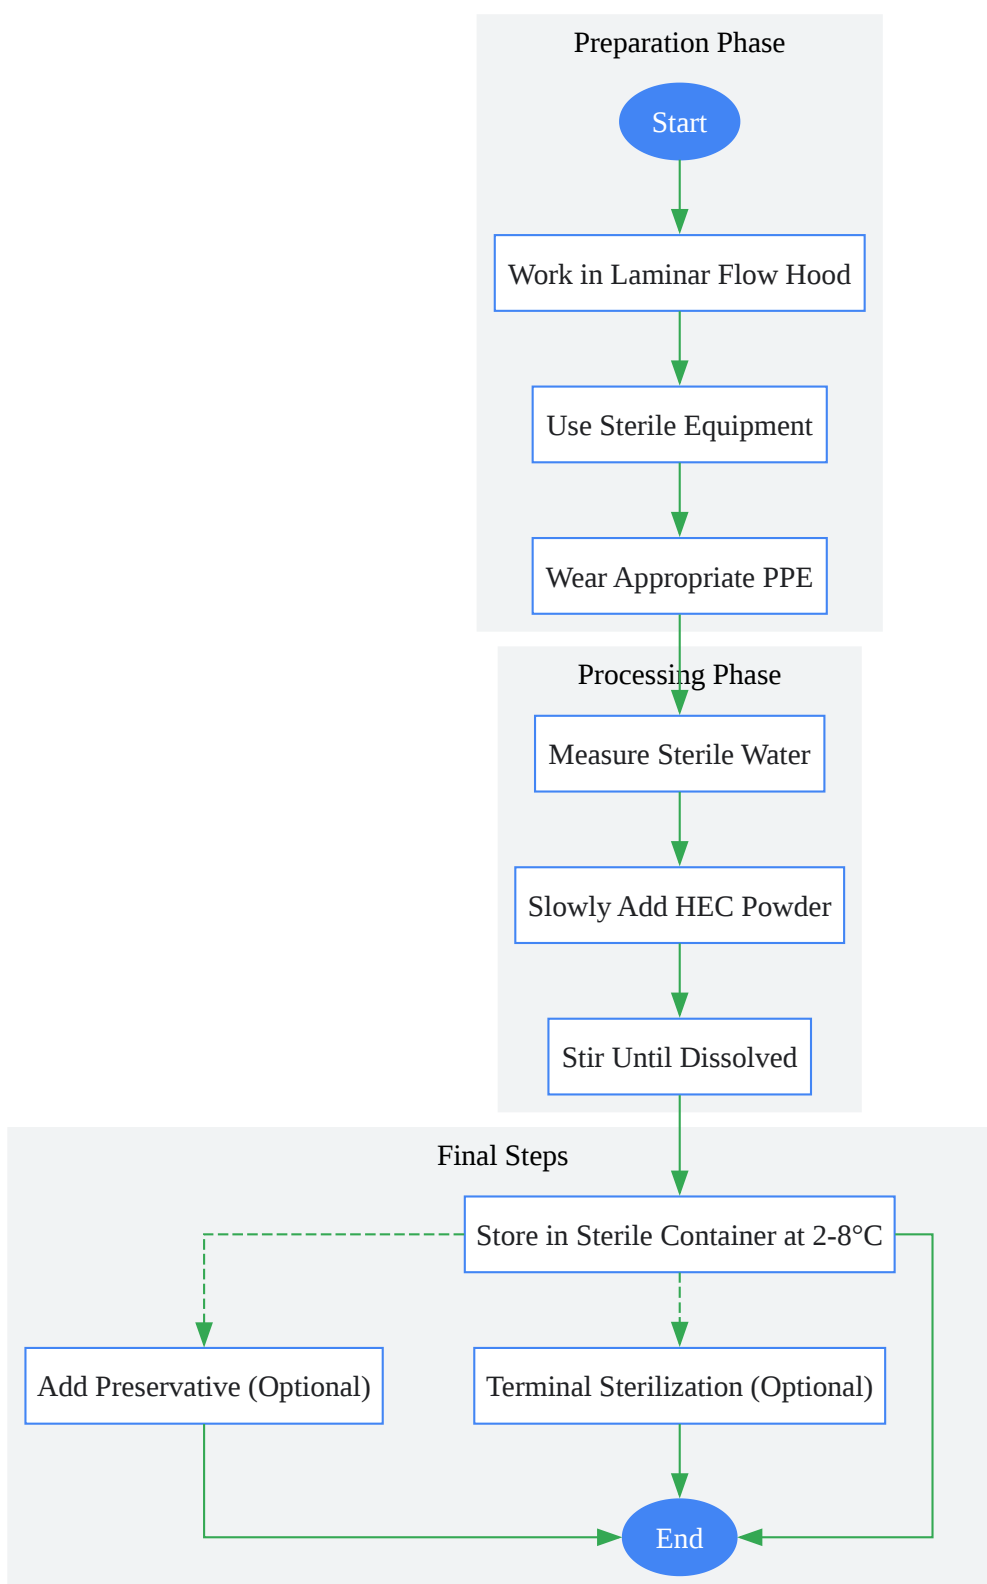 Preparation Phase
Start
Work in Laminar Flow Hood
Use Sterile Equipment
Wear Appropriate PPE
Processing Phase
Measure Sterile Water
Slowly Add HEC Powder
Stir Until Dissolved
Final Steps
Store in Sterile Container at 2-8°C
Add Preservative (Optional)
Terminal Sterilization (Optional)
End